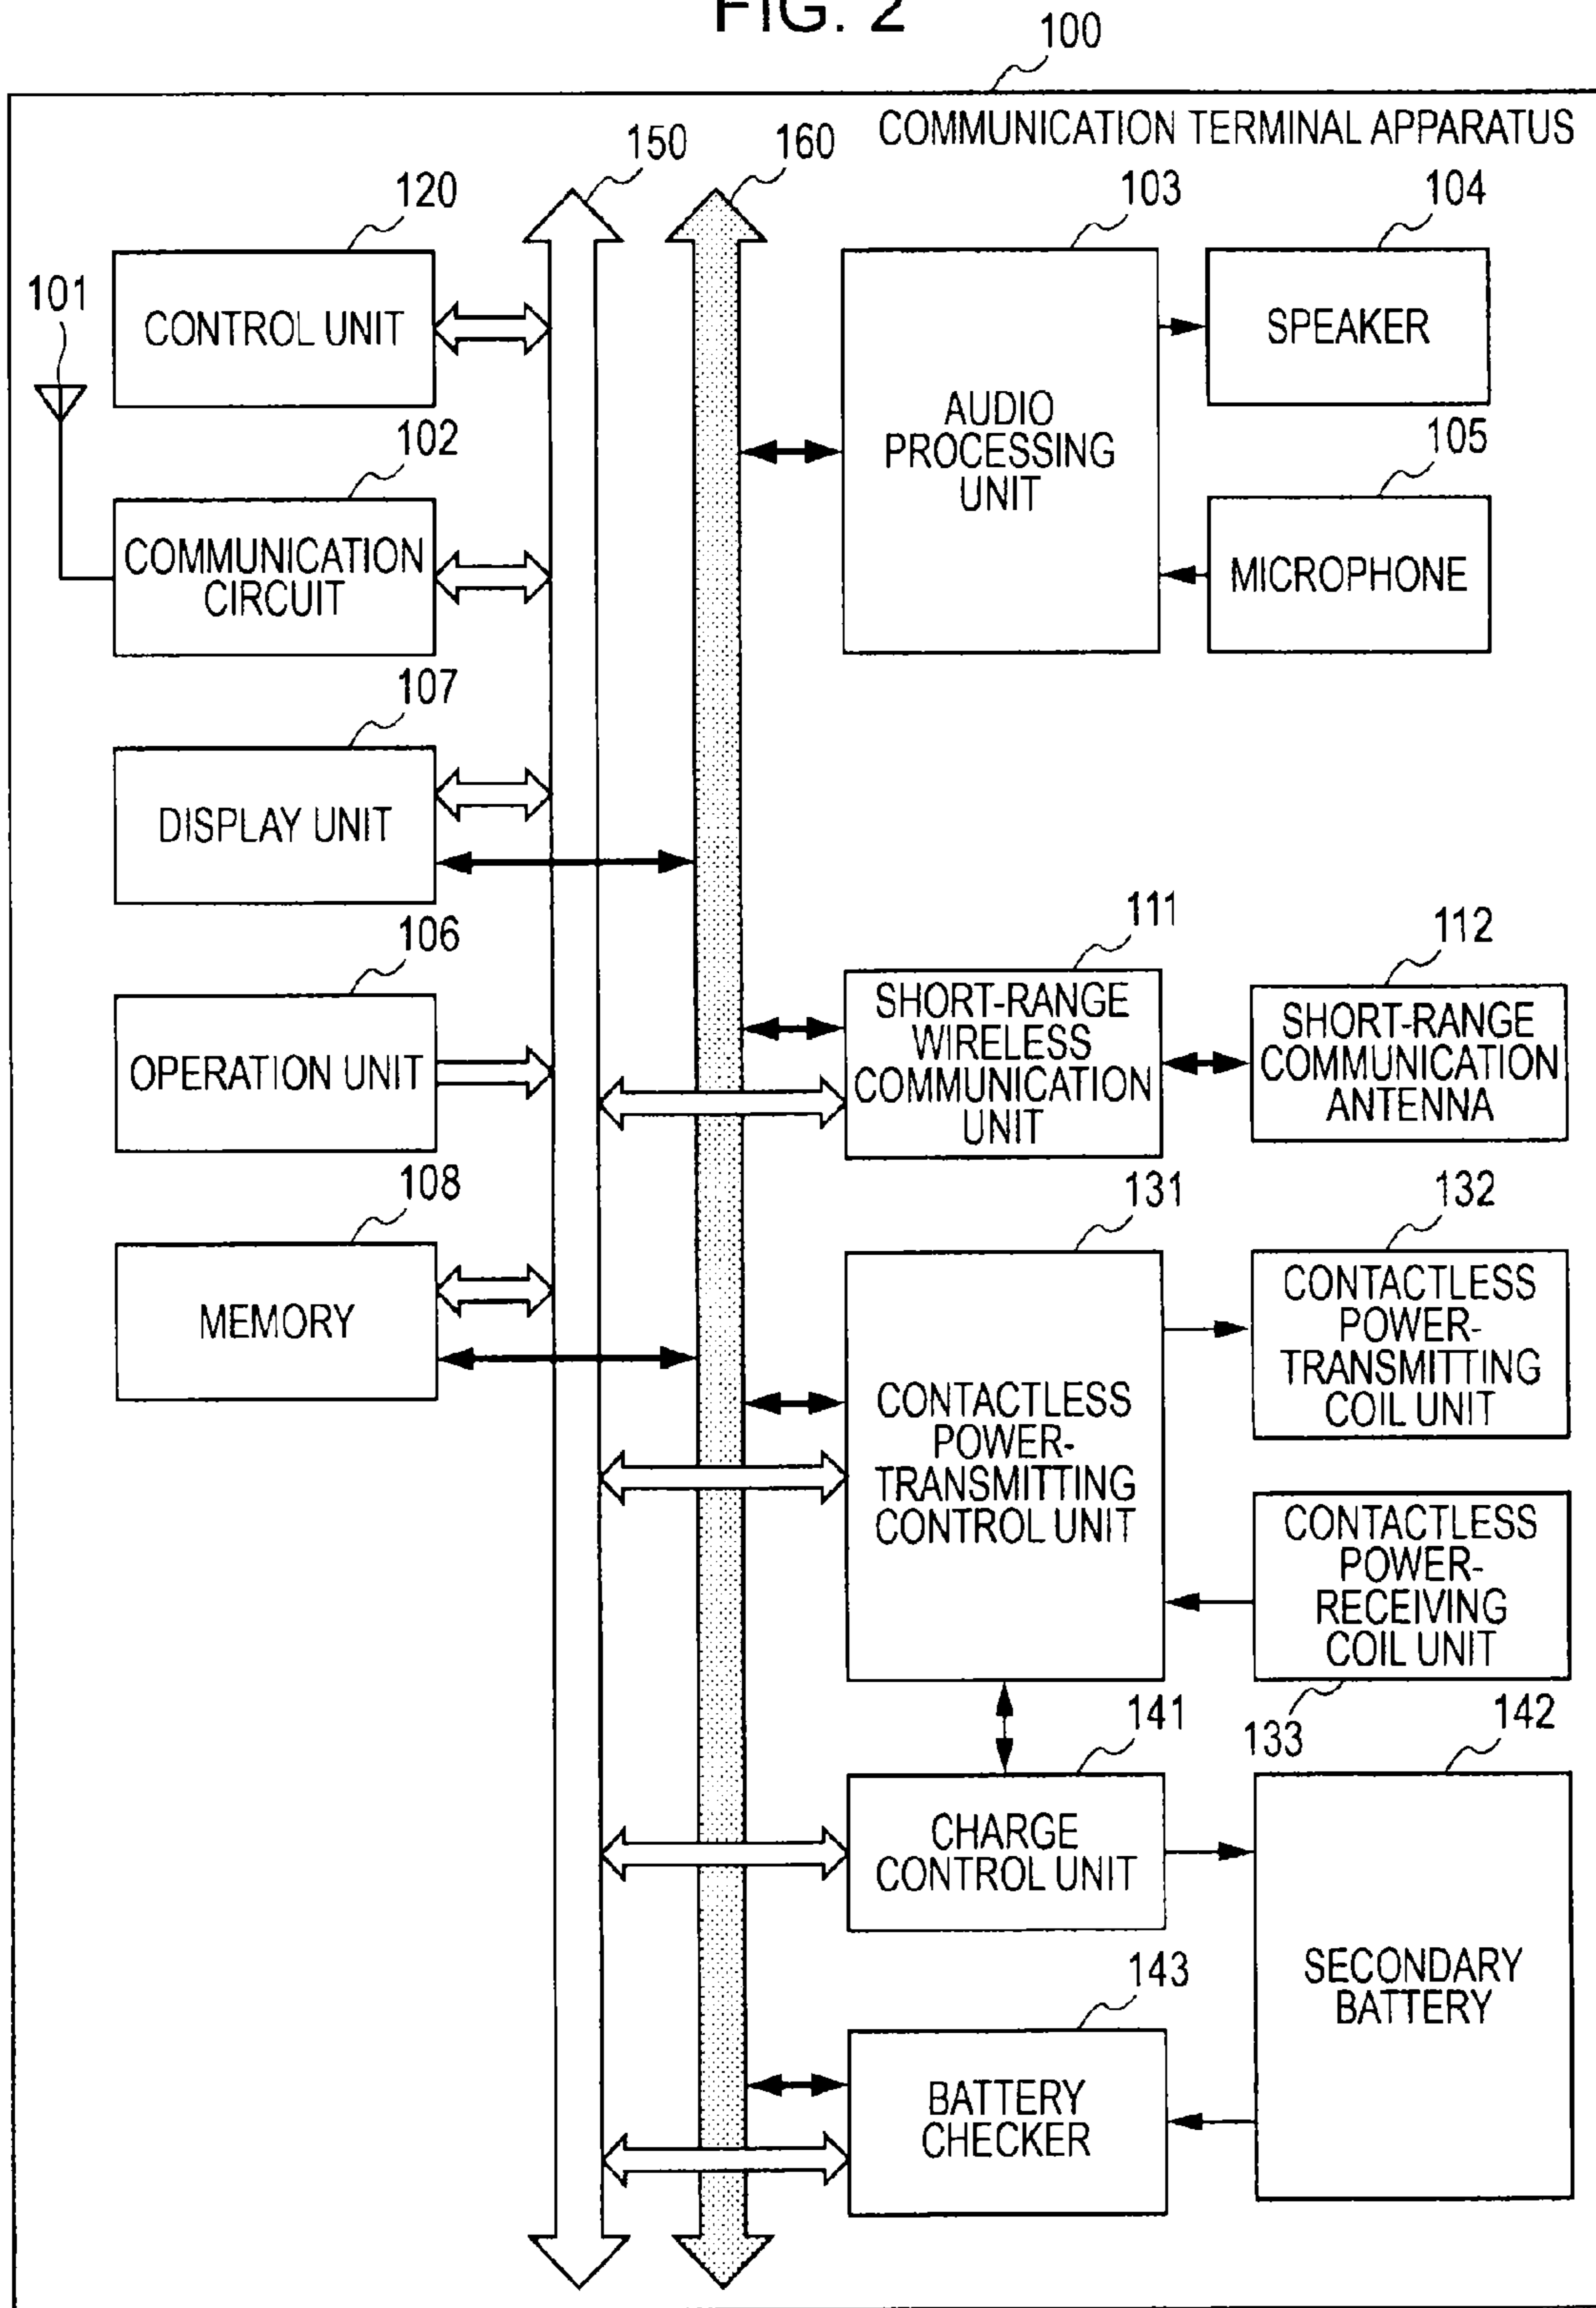 FIG. 2
100
COMMUNICATION TERMINAL APPARATUS
150
160
120
CONTROL UNIT
101
102
COMMUNICATION
CIRCUIT
107
DISPLAY UNIT
106
OPERATION UNIT
108
MEMORY
103
AUDIO
PROCESSING
UNIT
104
SPEAKER
105
MICROPHONE
111
SHORT-RANGE
WIRELESS
COMMUNICATION
UNIT
112
SHORT-RANGE
COMMUNICATION
ANTENNA
131
CONTACTLESS
POWER-
TRANSMITTING
CONTROL UNIT
132
CONTACTLESS
POWER-
TRANSMITTING
COIL UNIT
CONTACTLESS
POWER-
RECEIVING
COIL UNIT
133
141
CHARGE
CONTROL UNIT
142
SECONDARY
BATTERY
143
BATTERY
CHECKER